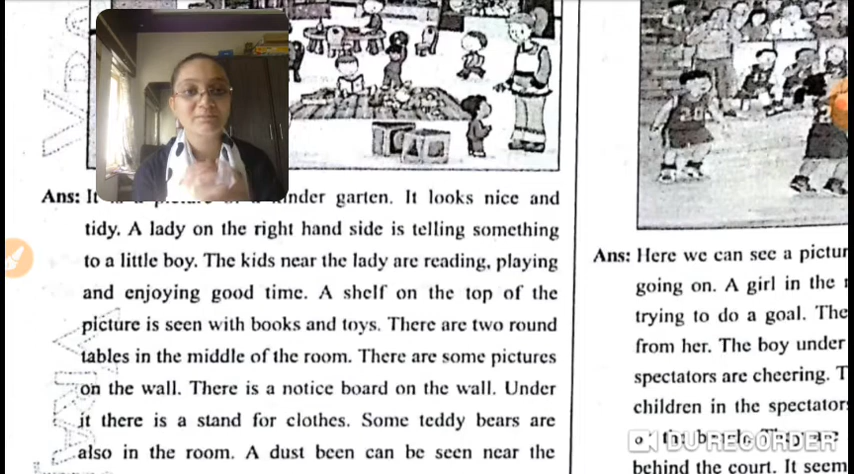 Ans: It is a picture of a kinder garten. It looks nice and
tidy. A lady on the right hand side is telling something
to a little boy. The kids near the lady are reading, playing
and enjoying good time. A shelf on the top of the
picture is seen with books and toys. There are two round
tables in the middle of the room. There are some pictures
on the wall. There is a notice board on the wall. Under
it there is a stand for clothes. Some teddy bears are
also in the room. A dust been can be seen near the
Ans: Here we can see a pictur
going on. A girl in the
trying to do a goal. The
from her. The boy under
spectators are cheering. T
children in the spectator
behind the court. It seem
DU RECORDER
20